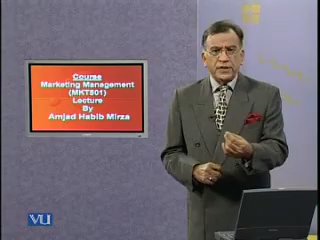 Course
Marketing Management
(MKT501)
Lecture
By
Amjad Habib Mirza
VU